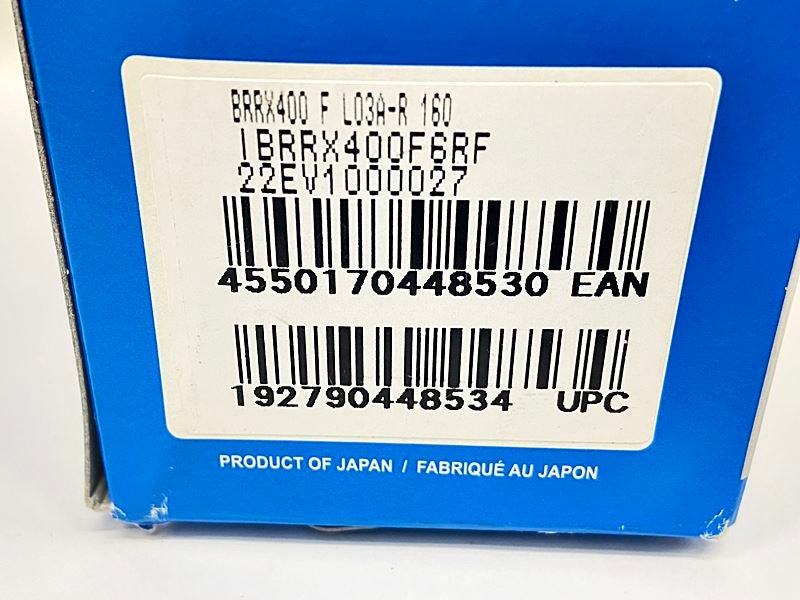 BRRX400 F L03A-R 160
IBRRX400F6RF
22EV1000027
4550170448530 EAN
192790448534 UPC
PRODUCT OF JAPAN / FABRIQUÉ AU JAPON